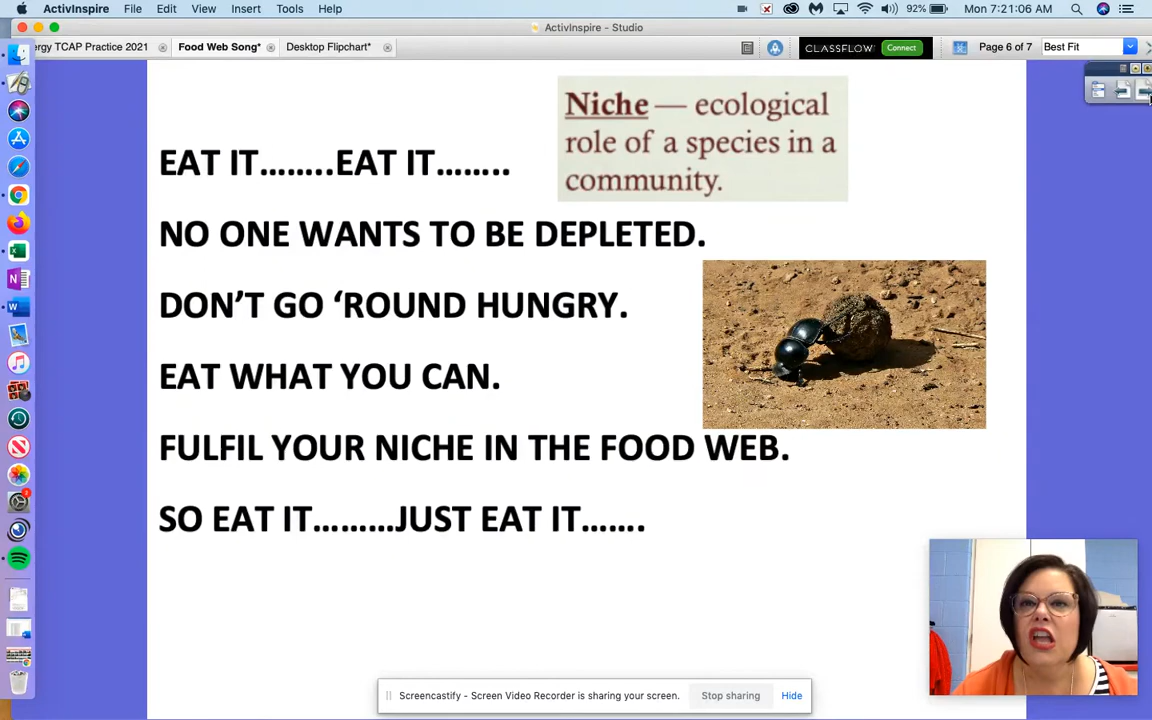 ActivInspire File Edit View Insert Tools Help 92% Mon 7:21:06 AM
ActivInspire - Studio
ergy TCAP Practice 2021 Food Web Song* Desktop Flipchart* CLASSFLOW Connect Page 6 of 7 Best Fit
Niche — ecological
role of a species in a
community.
EAT IT……..EAT IT……..
NO ONE WANTS TO BE DEPLETED.
DON’T GO ‘ROUND HUNGRY.
EAT WHAT YOU CAN.
FULFIL YOUR NICHE IN THE FOOD WEB.
SO EAT IT………JUST EAT IT…….
Screencastify - Screen Video Recorder is sharing your screen. Stop sharing Hide